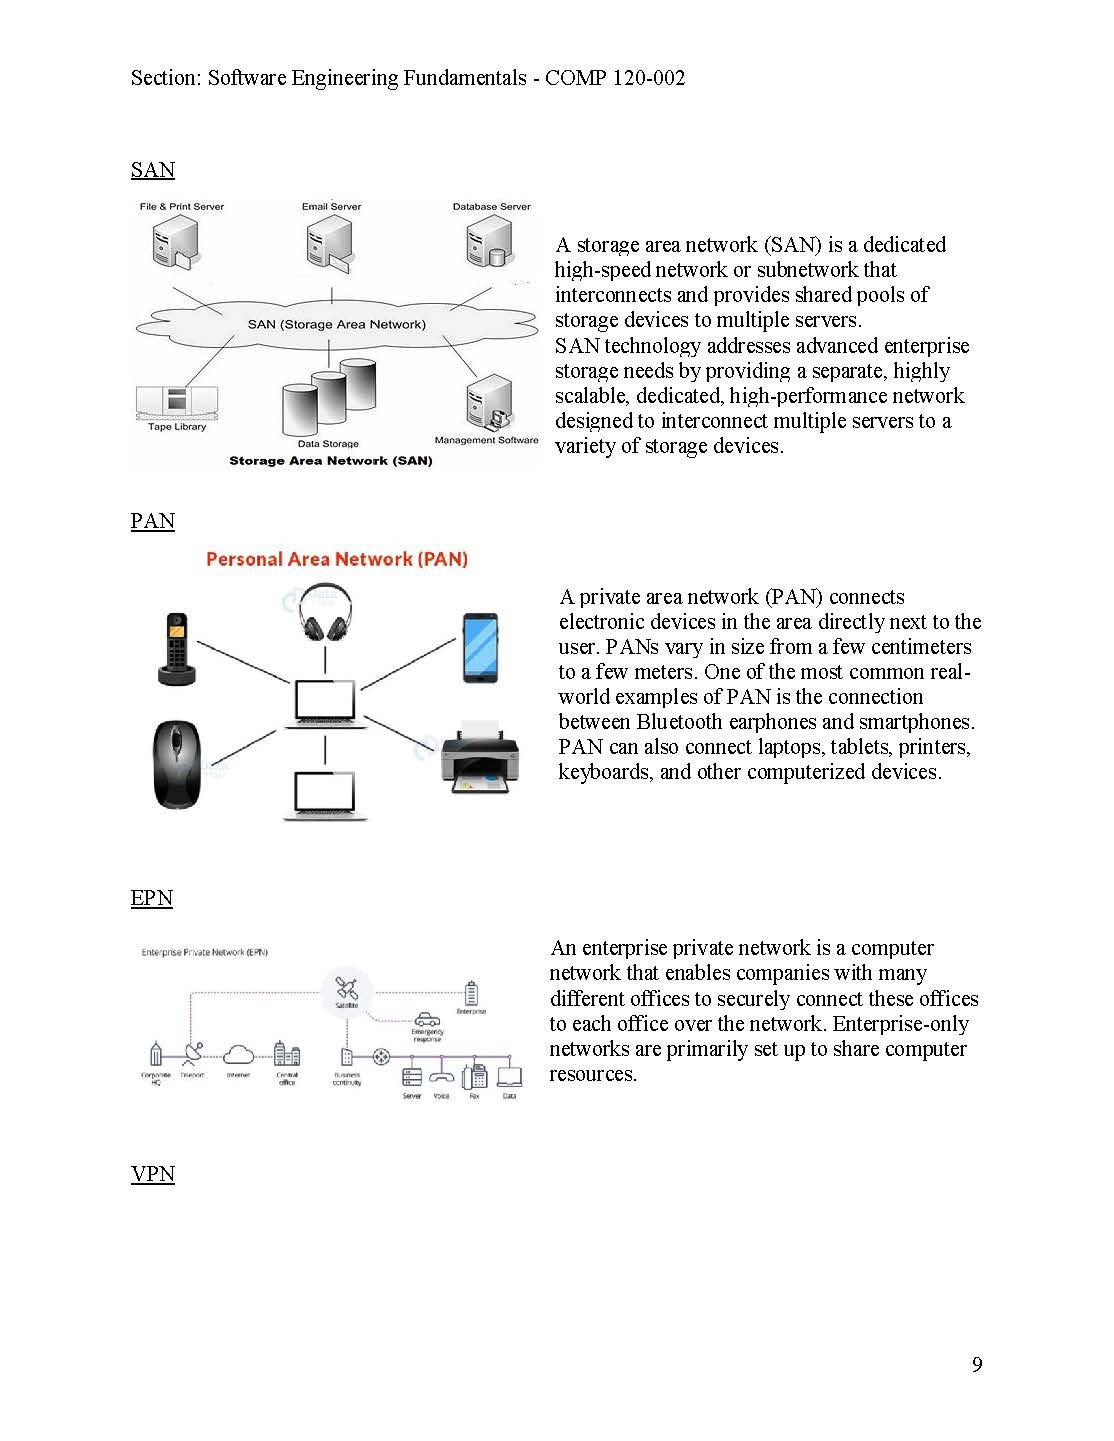 Section: Software Engineering Fundamentals - COMP 120-002
SAN
File & Print Server
Email Server
Database Server
SAN (Storage Area Network)
Tape Library
Data Storage
Management Software
Storage Area Network (SAN)
A storage area network (SAN) is a dedicated
high-speed network or subnetwork that
interconnects and provides shared pools of
storage devices to multiple servers.
SAN technology addresses advanced enterprise
storage needs by providing a separate, highly
scalable, dedicated, high-performance network
designed to interconnect multiple servers to a
variety of storage devices.
PAN
Personal Area Network (PAN)
A private area network (PAN) connects
electronic devices in the area directly next to the
user. PANs vary in size from a few centimeters
to a few meters. One of the most common real-
world examples of PAN is the connection
between Bluetooth earphones and smartphones.
PAN can also connect laptops, tablets, printers,
keyboards, and other computerized devices.
EPN
Enterprise Private Network (EPN)
Satellite
Enterprise
Emergency
response
Corporate
HQ
Teleport
Internet
Central
office
Business
continuity
Server
Voice
Fax
Data
An enterprise private network is a computer
network that enables companies with many
different offices to securely connect these offices
to each office over the network. Enterprise-only
networks are primarily set up to share computer
resources.
VPN
9